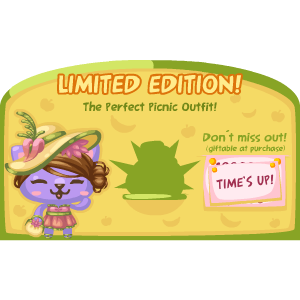 LIMITED EDITION!
The Perfect Picnic Outfit!
Don't miss out!
(giftable at purchase)
TIME'S UP!